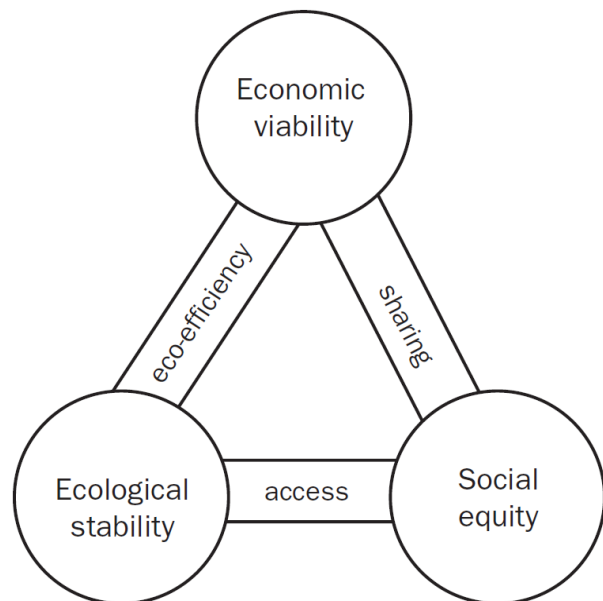 Economic
viability
eco-efficiency
sharing
Ecological
stability
access
Social
equity